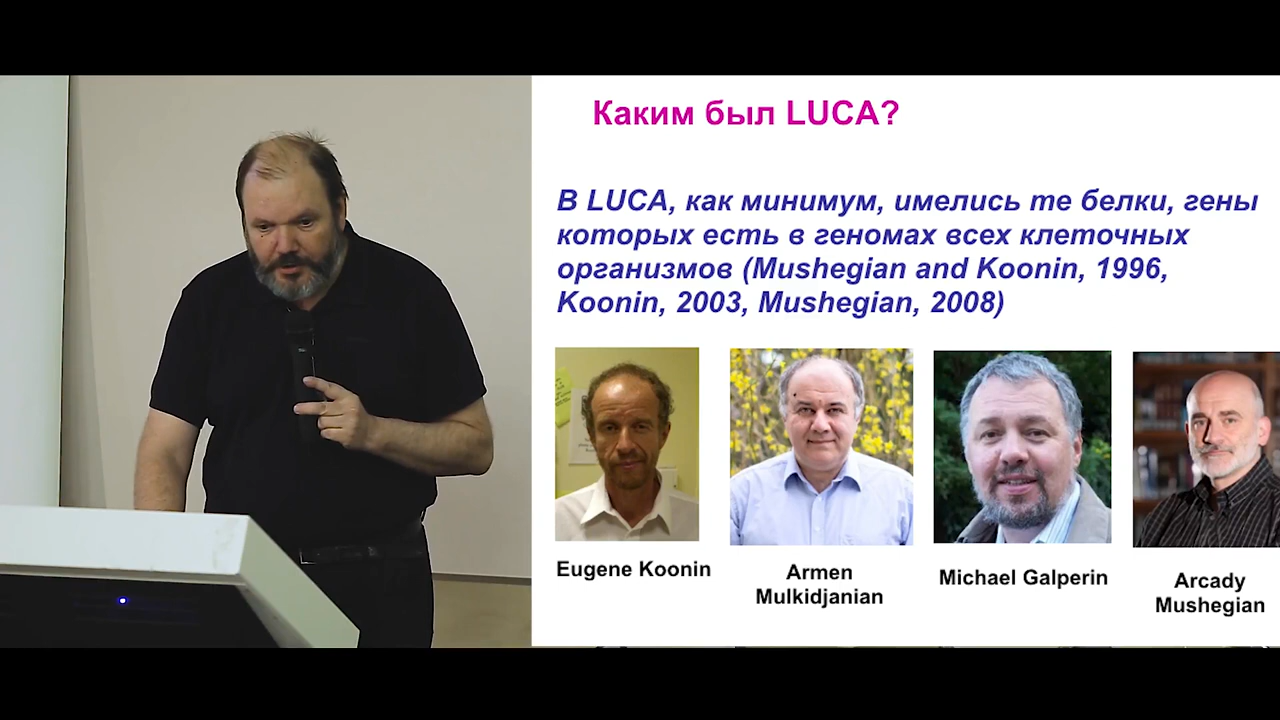 Каким был LUCA?
В LUCA, как минимум, имелись те белки, гены
которых есть в геномах всех клеточных
организмов (Mushegian and Koonin, 1996,
Koonin, 2003, Mushegian, 2008)
Eugene Koonin
Armen
Mulkidjanian
Michael Galperin
Arcady
Mushegian